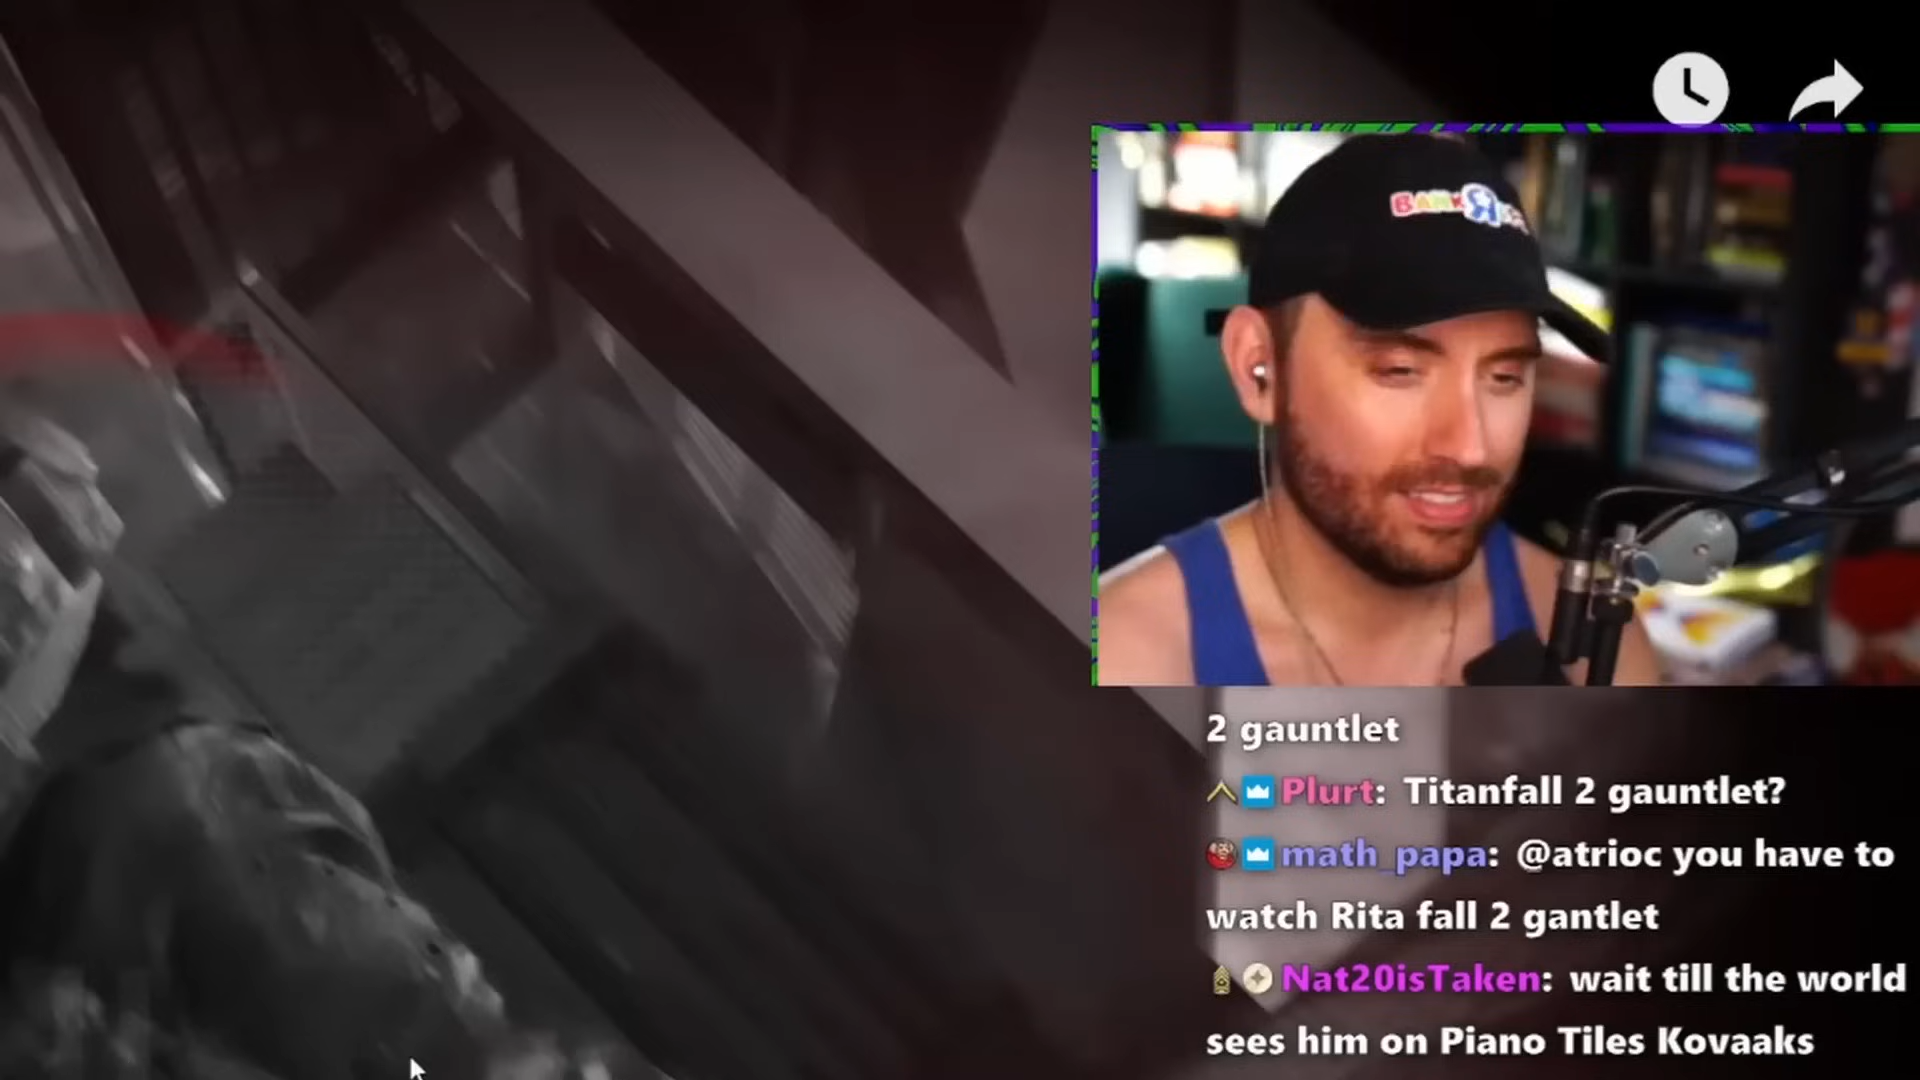 BANK
2 gauntlet
Plurt: Titanfall 2 gauntlet?
math_papa: @atrioc you have to
watch Rita fall 2 gantlet
Nat20isTaken: wait till the world
sees him on Piano Tiles Kovaaks